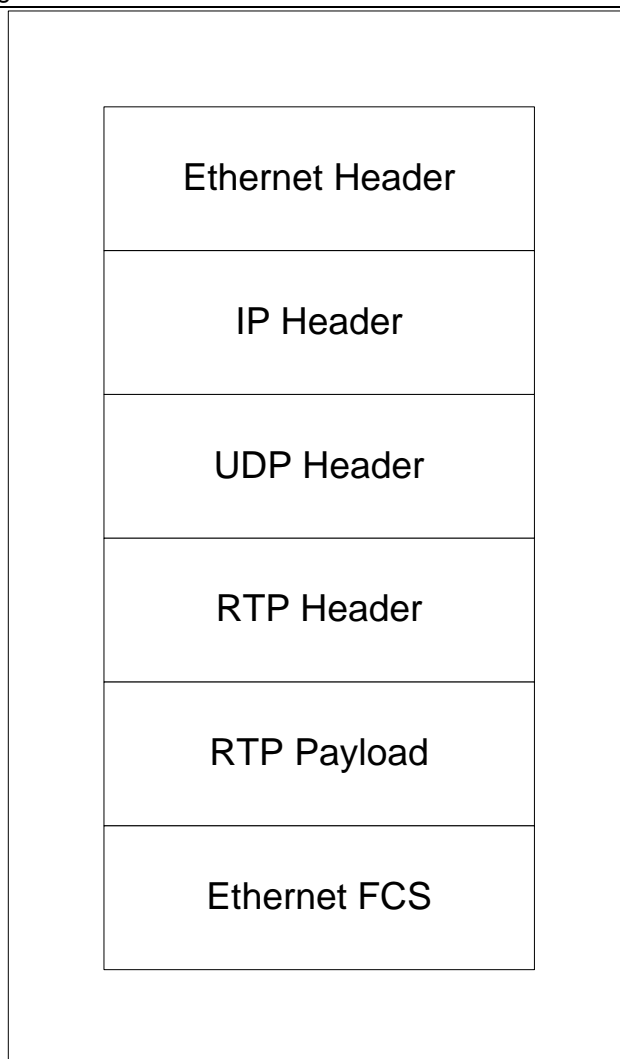 Ethernet Header
IP Header
UDP Header
RTP Header
RTP Payload
Ethernet FCS